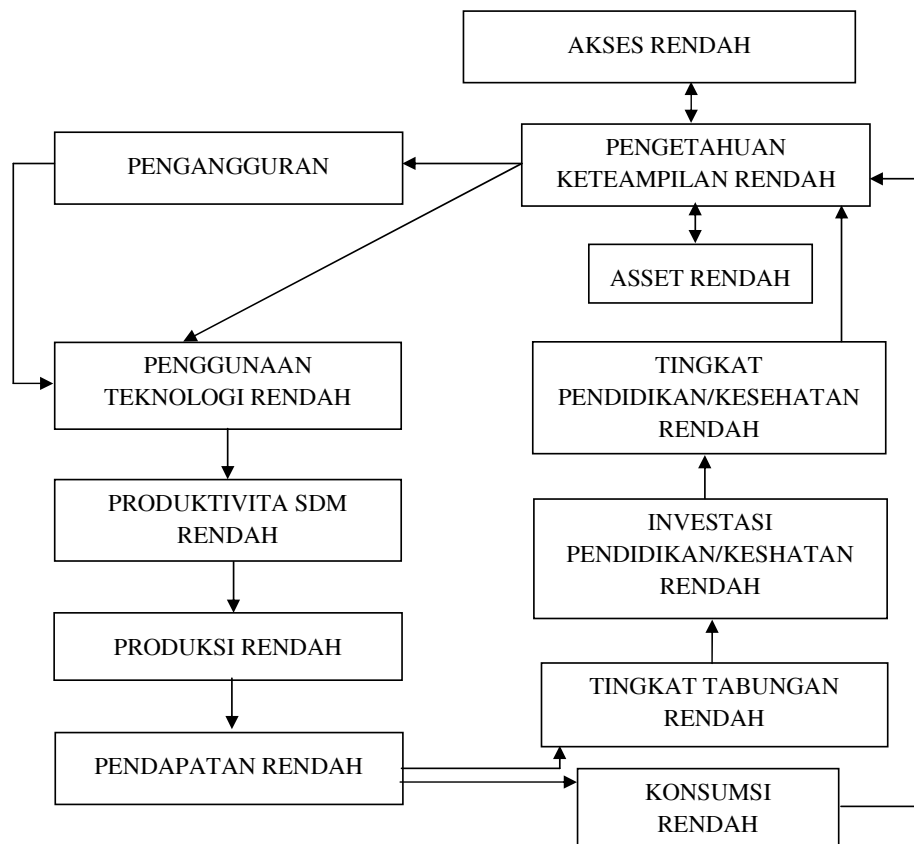 AKSES RENDAH
PENGETAHUAN
KETEAMPILAN RENDAH
PENGANGGURAN
ASSET RENDAH
PENGGUNAAN
TEKNOLOGI RENDAH
TINGKAT
PENDIDIKAN/KESEHATAN
RENDAH
PRODUKTIVITA SDM
RENDAH
INVESTASI
PENDIDIKAN/KESHATAN
RENDAH
PRODUKSI RENDAH
TINGKAT TABUNGAN
RENDAH
PENDAPATAN RENDAH
KONSUMSI
RENDAH